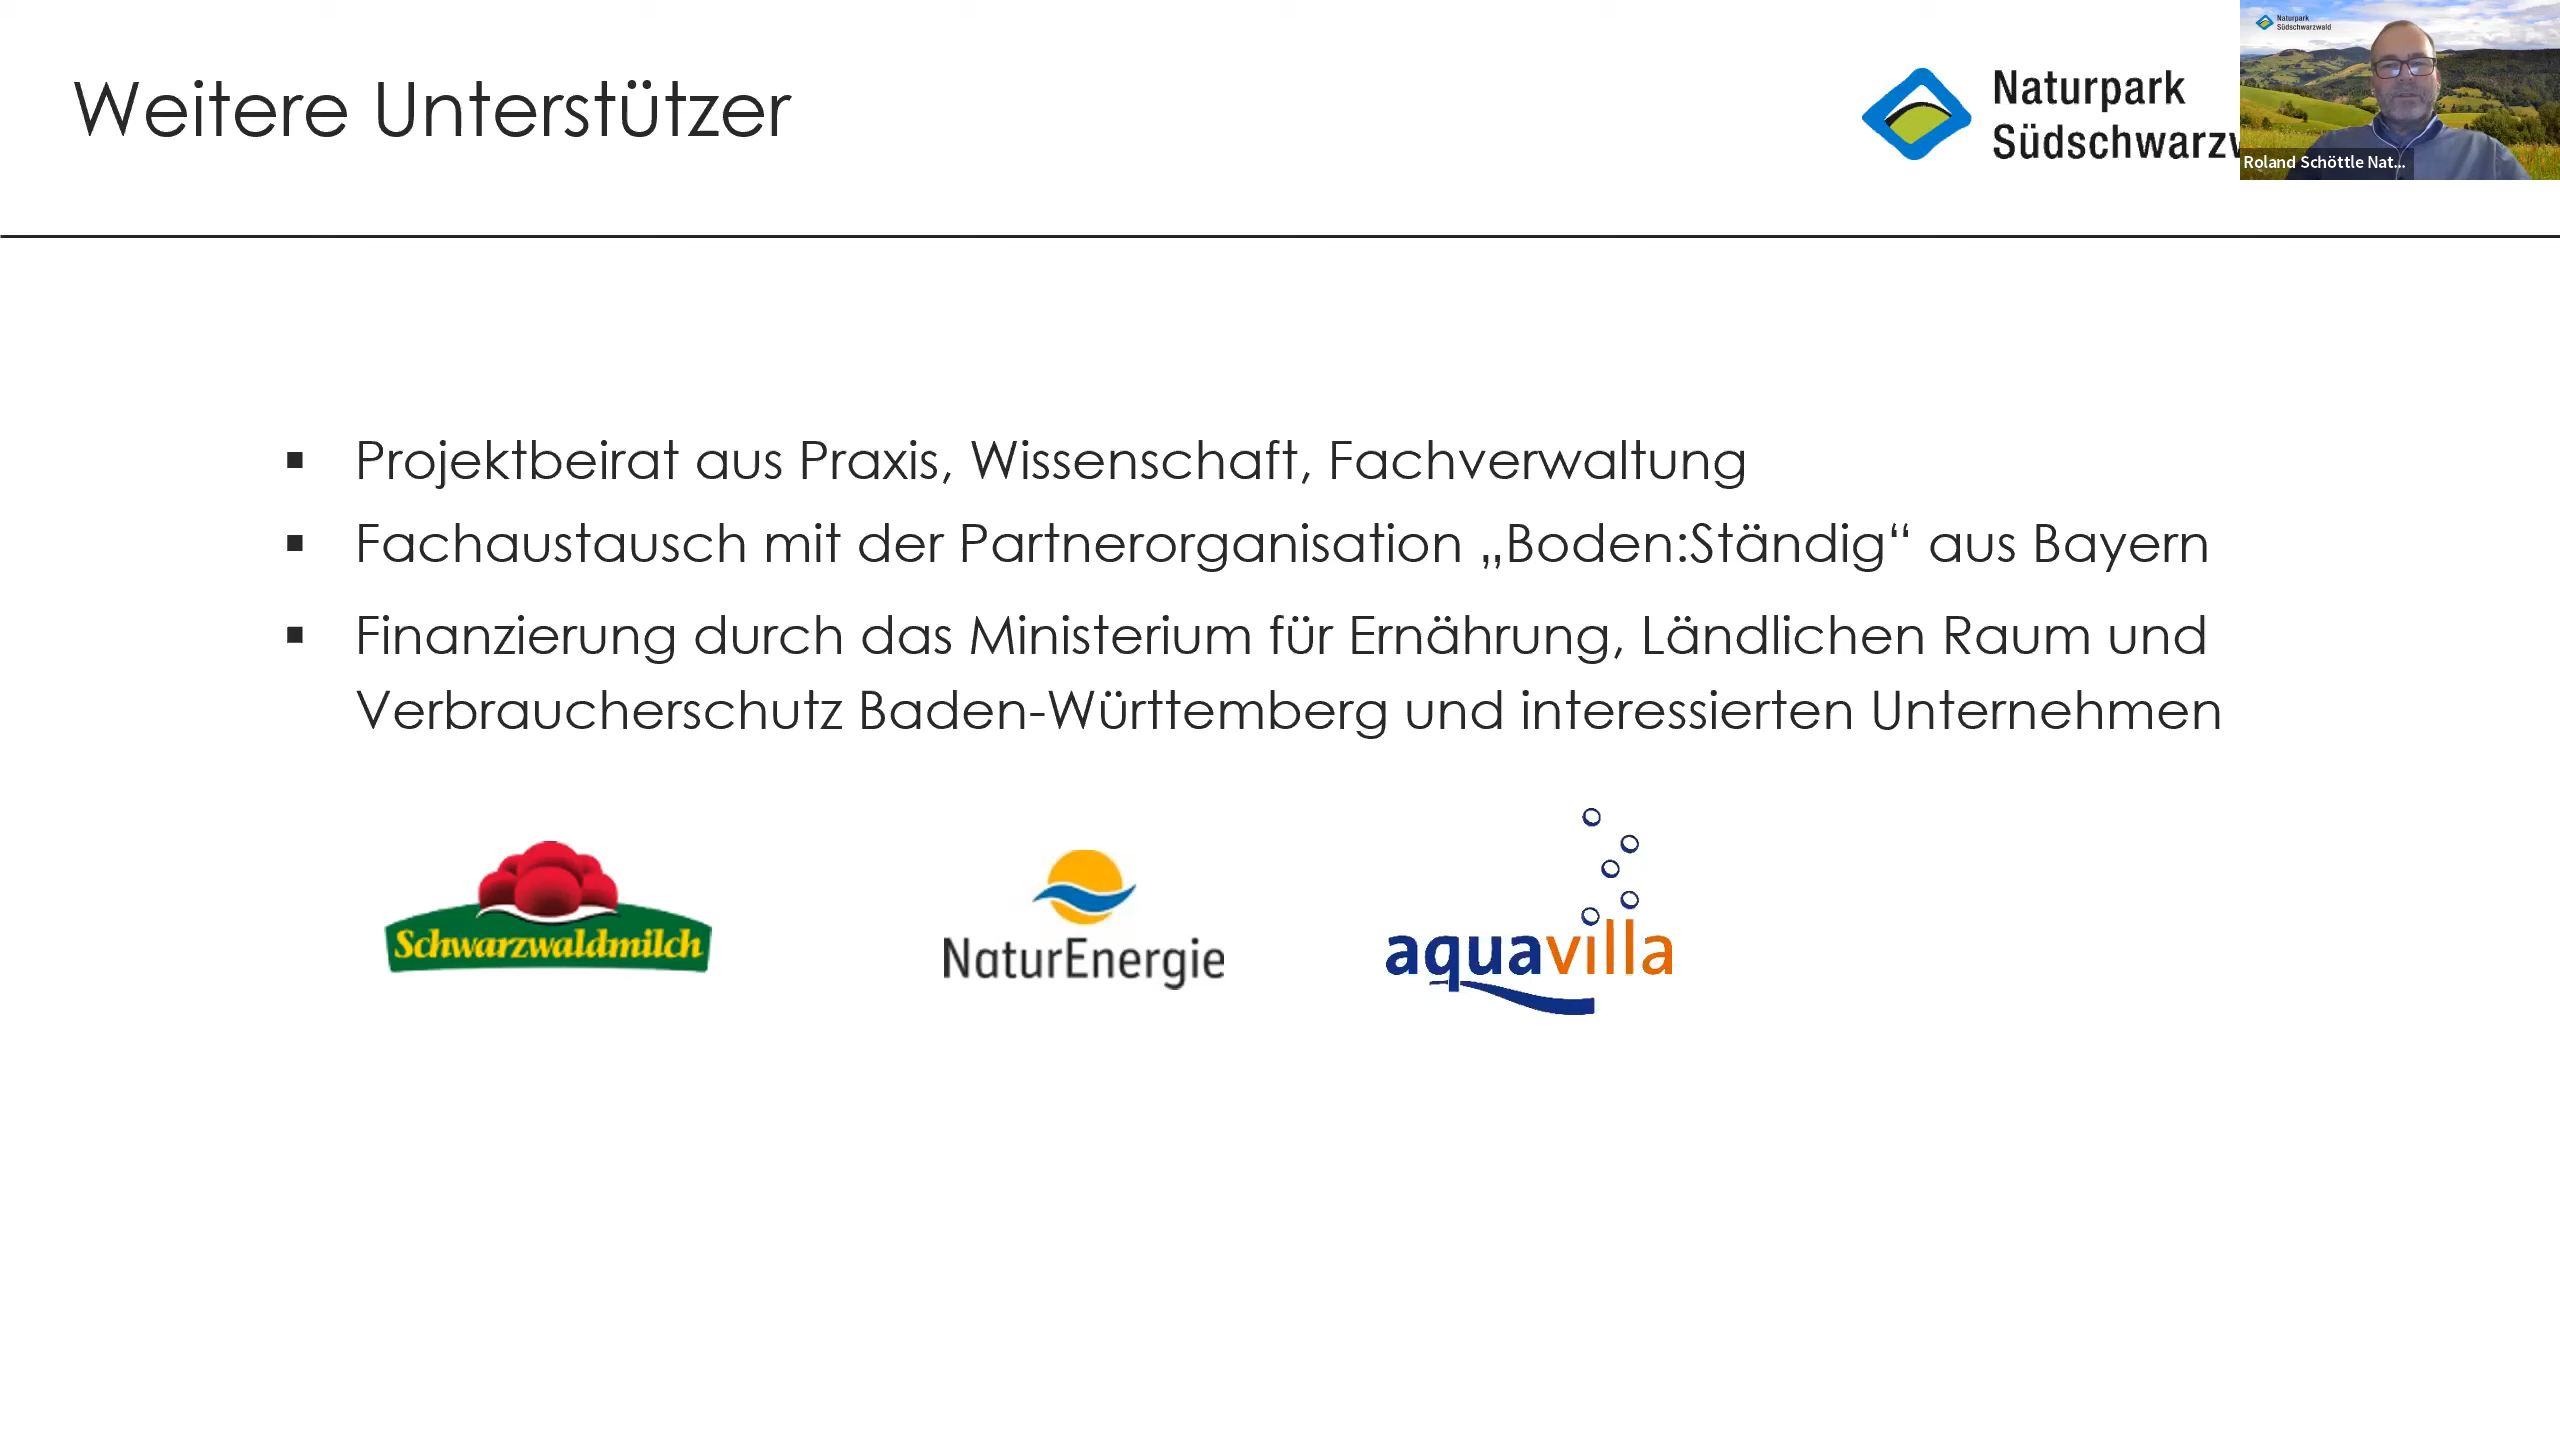 Weitere Unterstützer
Naturpark
Südschwarzw
Naturpark
Südschwarzwald
Roland Schöttle Nat...
▪ Projektbeirat aus Praxis, Wissenschaft, Fachverwaltung
▪ Fachaustausch mit der Partnerorganisation „Boden:Ständig“ aus Bayern
▪ Finanzierung durch das Ministerium für Ernährung, Ländlichen Raum und
Verbraucherschutz Baden-Württemberg und interessierten Unternehmen
Schwarzwaldmilch
NaturEnergie
aquavilla